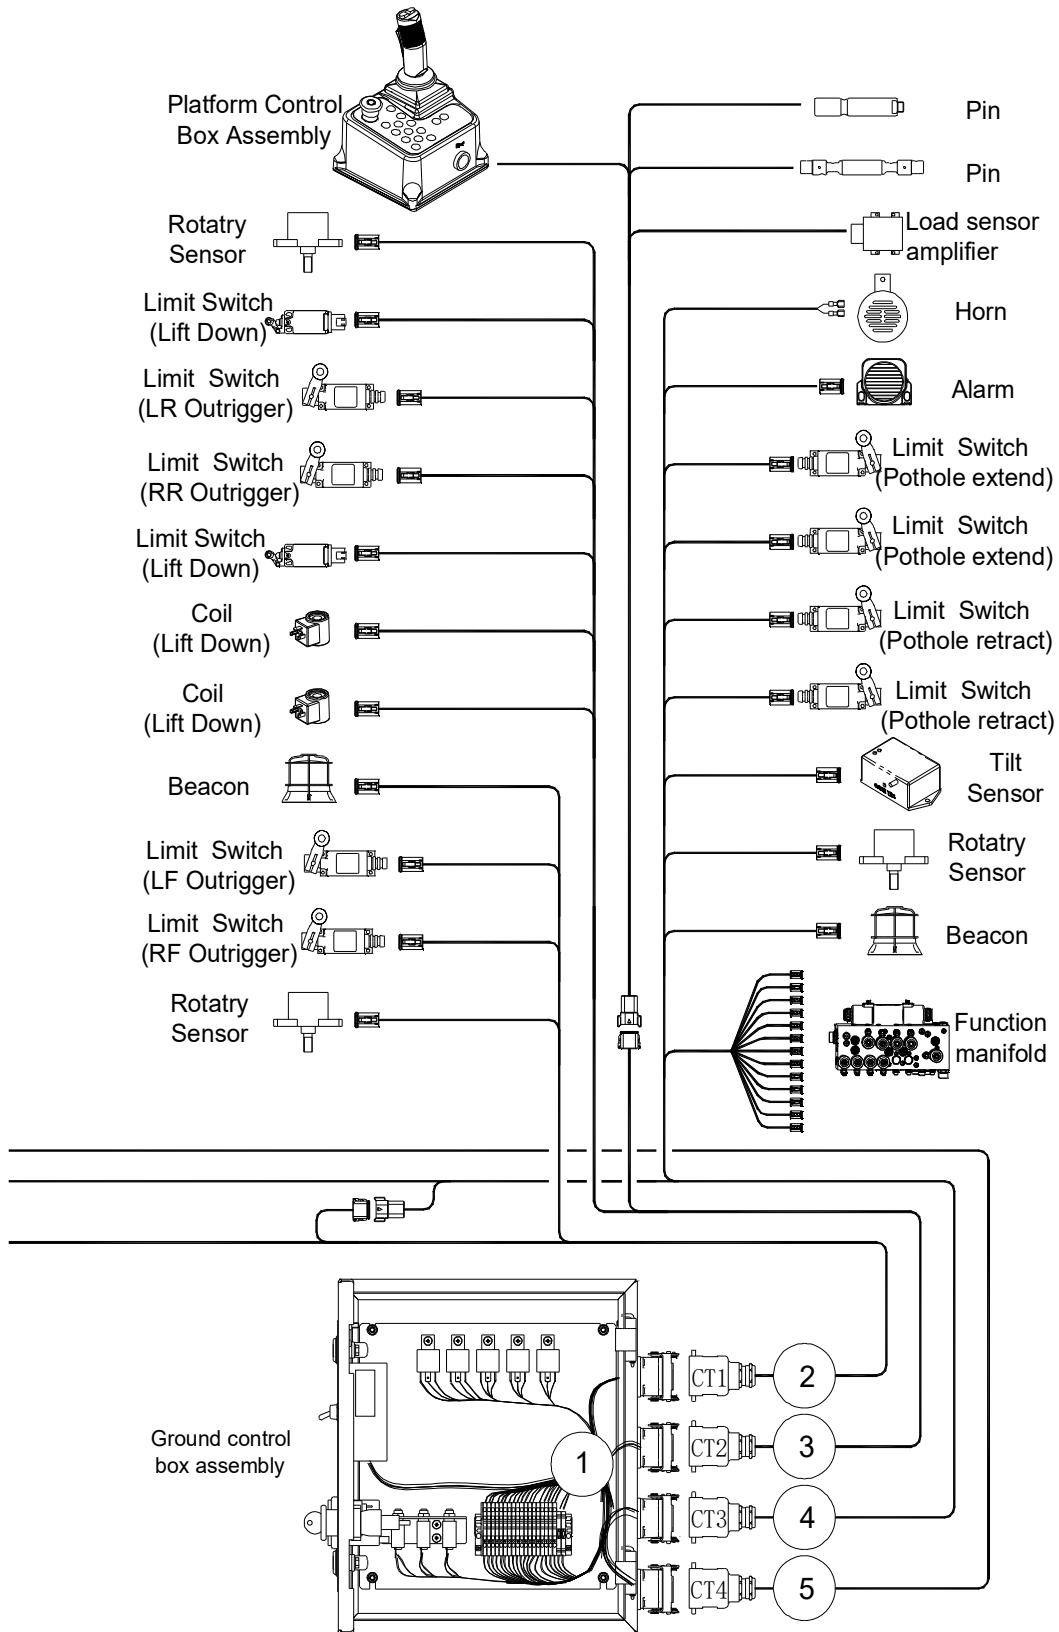 Platform Control
Box Assembly
Rotatry
Sensor
Limit Switch
(Lift Down)
Limit Switch
(LR Outrigger)
Limit Switch
(RR Outrigger)
Limit Switch
(Lift Down)
Coil
(Lift Down)
Coil
(Lift Down)
Beacon
Limit Switch
(LF Outrigger)
Limit Switch
(RF Outrigger)
Rotatry
Sensor
Pin
Pin
Load sensor
amplifier
Horn
Alarm
Limit Switch
(Pothole extend)
Limit Switch
(Pothole extend)
Limit Switch
(Pothole retract)
Limit Switch
(Pothole retract)
Tilt
Sensor
Rotatry
Sensor
Beacon
Function
manifold
Ground control
box assembly
1
CT1
2
CT2
3
CT3
4
CT4
5